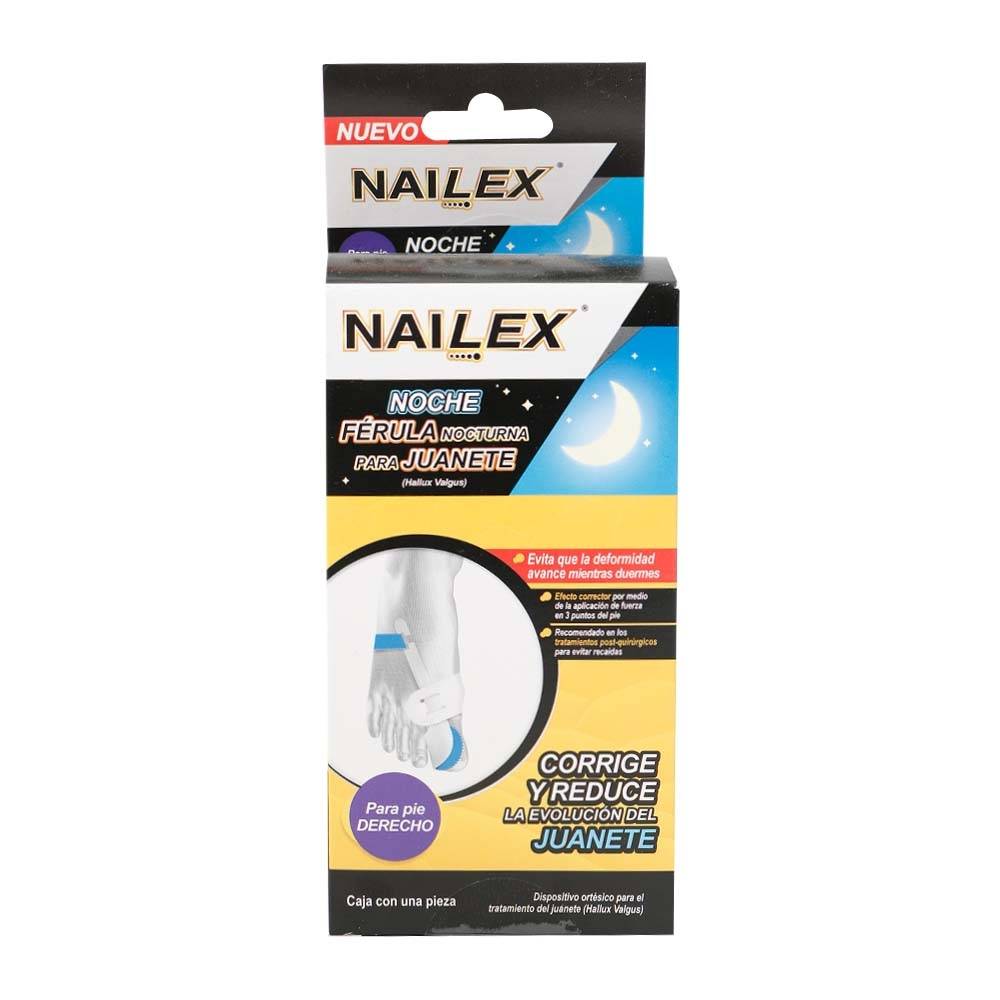 NUEVO
NAILEX®
Para pie
NOCHE
NAILEX®
NOCHE
FÉRULA NOCTURNA
PARA JUANETE
(Hallux Valgus)
Evita que la deformidad
avance mientras duermes
Efecto corrector por medio
de la aplicación de fuerza
en 3 puntos del pie
Recomendado en los
tratamientos post-quirúrgicos
para evitar recaídas
CORRIGE
Y REDUCE
LA EVOLUCIÓN DEL
JUANETE
Para pie
DERECHO
Caja con una pieza
Dispositivo ortésico para el
tratamiento del juanete (Hallux Valgus)